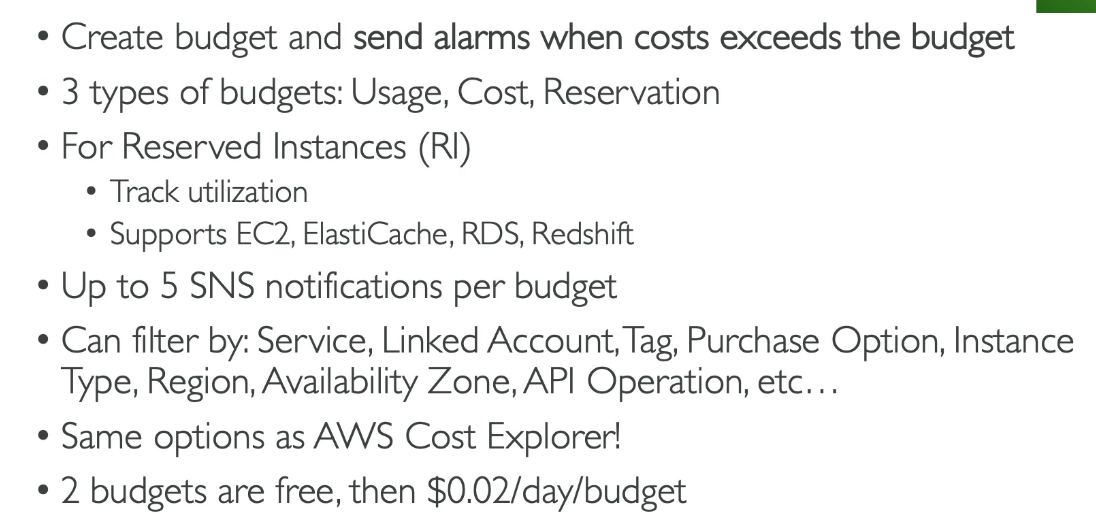 • Create budget and send alarms when costs exceeds the budget
• 3 types of budgets: Usage, Cost, Reservation
• For Reserved Instances (RI)
• Track utilization
• Supports EC2, ElastiCache, RDS, Redshift
• Up to 5 SNS notifications per budget
• Can filter by: Service, Linked Account, Tag, Purchase Option, Instance
Type, Region, Availability Zone, API Operation, etc…
• Same options as AWS Cost Explorer!
• 2 budgets are free, then $0.02/day/budget